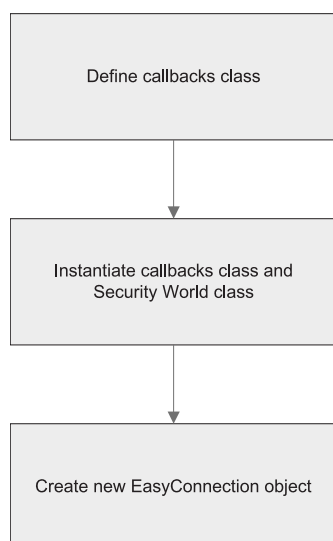 Define callbacks class
Instantiate callbacks class and
Security World class
Create new EasyConnection object